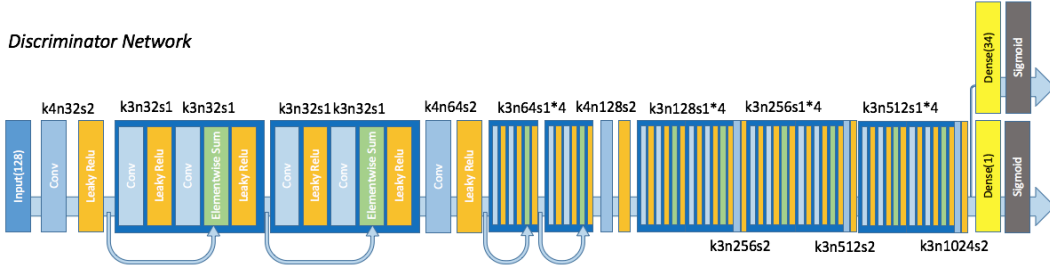 Discriminator Network
k4n32s2
k3n32s1
k3n32s1
k3n32s1
k3n32s1
k4n64s2
k3n64s1*4
k4n128s2
k3n128s1*4
k3n256s1*4
k3n512s1*4
Input(128)
Conv
Leaky Relu
Conv
Leaky Relu
Conv
Elementwise Sum
Leaky Relu
Conv
Leaky Relu
Conv
Elementwise Sum
Leaky Relu
Conv
Leaky Relu
Dense(34)
Sigmoid
Dense(1)
Sigmoid
k3n256s2
k3n512s2
k3n1024s2